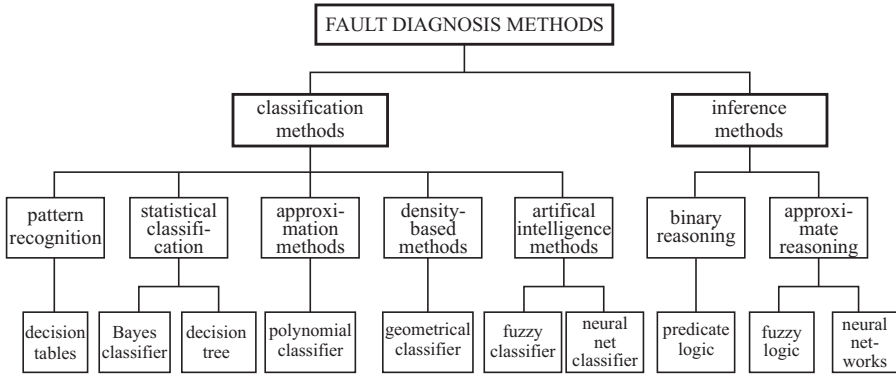 FAULT DIAGNOSIS METHODS
classification
methods
inference
methods
pattern
recognition
statistical
classifi-
cation
approxi-
mation
methods
density-
based
methods
artifical
intelligence
methods
binary
reasoning
approxi-
mate
reasoning
decision
tables
Bayes
classifier
decision
tree
polynomial
classifier
geometrical
classifier
fuzzy
classifier
neural
net
classifier
predicate
logic
fuzzy
logic
neural
net-
works